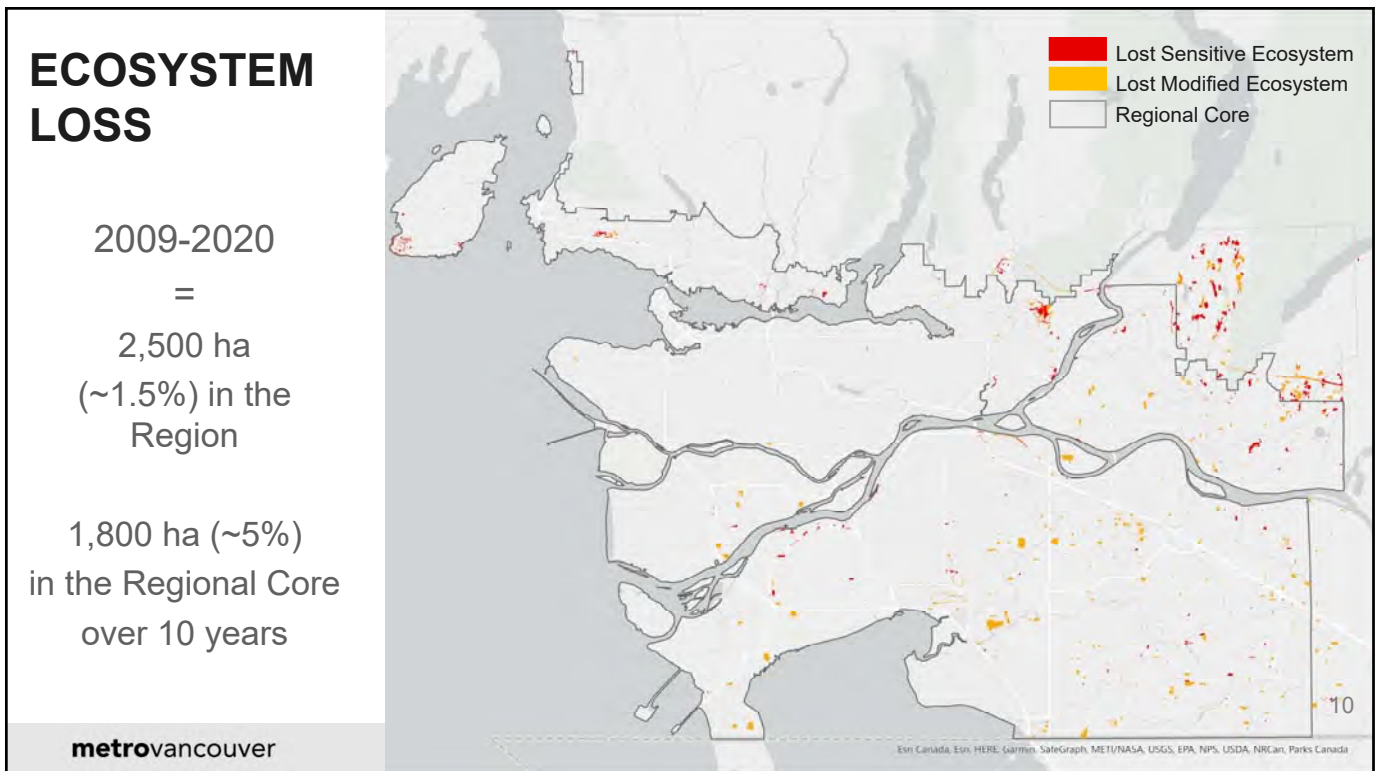 ECOSYSTEM
LOSS
2009-2020
=
2,500 ha
(~1.5%) in the
Region
1,800 ha (~5%)
in the Regional Core
over 10 years
metrovancouver
Lost Sensitive Ecosystem
Lost Modified Ecosystem
Regional Core
10
Esri Canada, Esri, HERE, Garmin, SafeGraph, METI/NASA, USGS, EPA, NPS, USDA, NRCan, Parks Canada